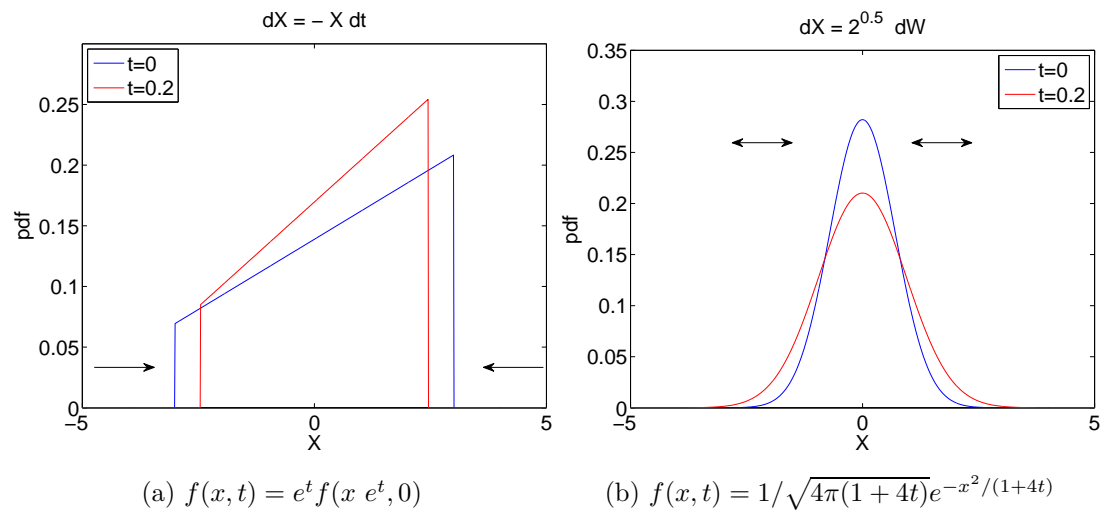 dX = − X dt
t=0
t=0.2
0.25
0.2
0.15
0.1
0.05
0
pdf
−5
0
5
X
(a) f(x, t) = e^t f(x e^t, 0)
dX = 2^0.5 dW
t=0
t=0.2
0.35
0.3
0.25
0.2
0.15
0.1
0.05
0
pdf
−5
0
5
X
(b) f(x, t) = 1/√4π(1 + 4t)e^−x^2/(1+4t)